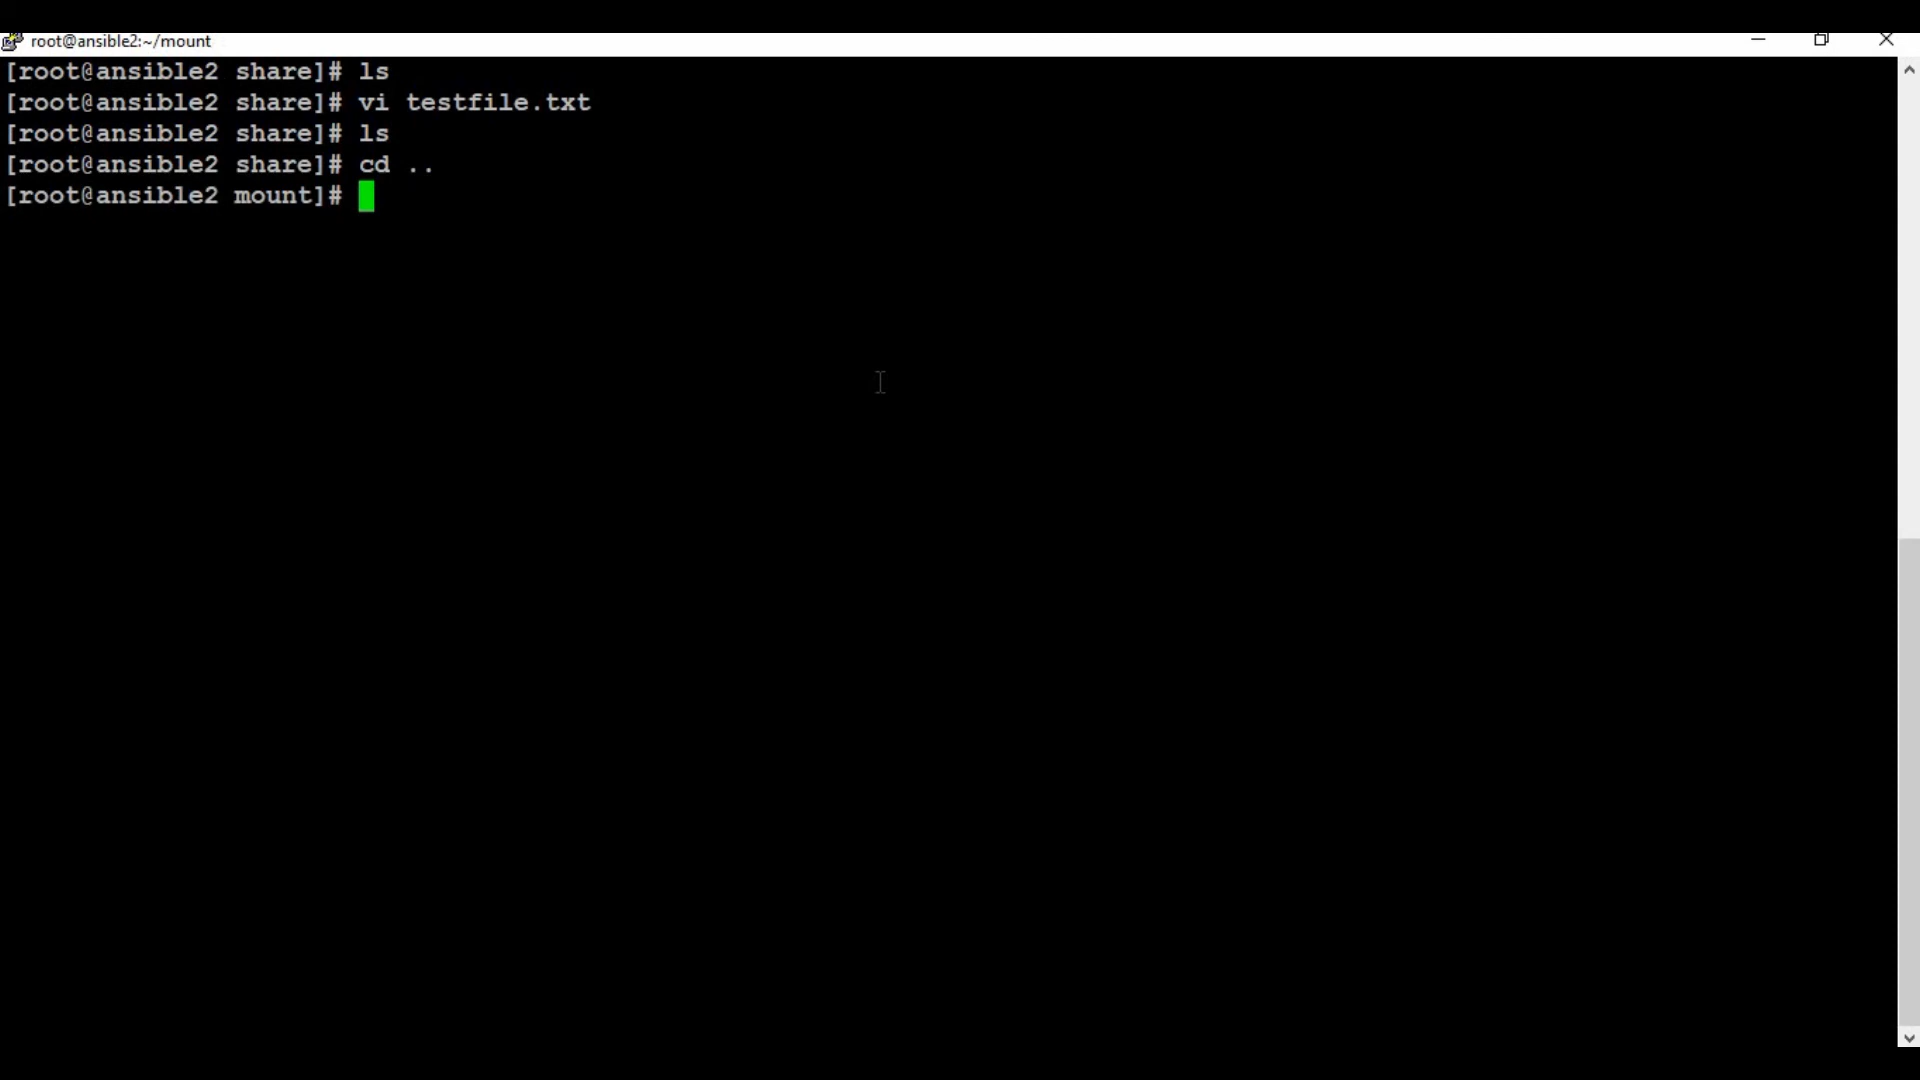 root@ansible2:~/mount
[root@ansible2 share]# ls
[root@ansible2 share]# vi testfile.txt
[root@ansible2 share]# ls
[root@ansible2 share]# cd ..
[root@ansible2 mount]#